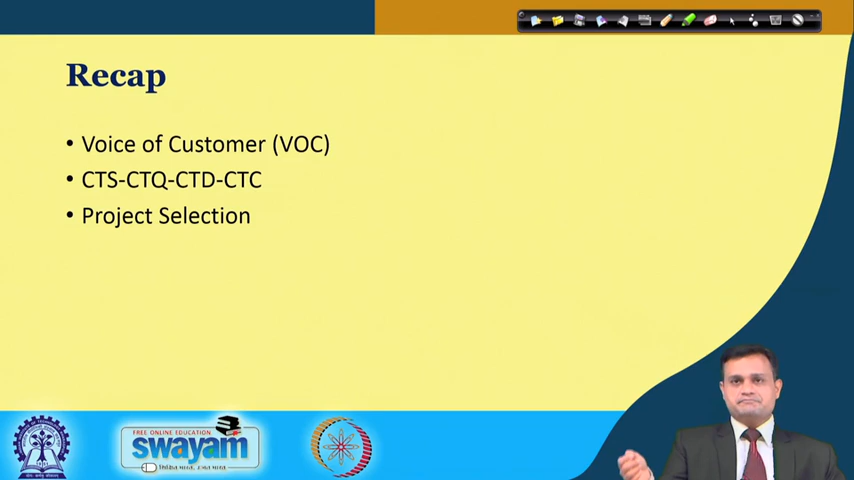 Recap
• Voice of Customer (VOC)
• CTS-CTQ-CTD-CTC
• Project Selection
FREE ONLINE EDUCATION
swayam